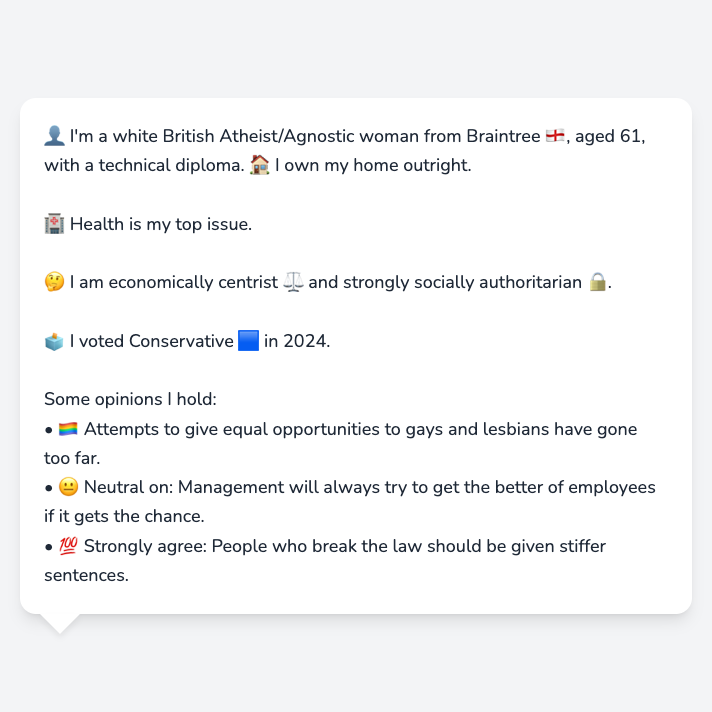 👤 I'm a white British Atheist/Agnostic woman from Braintree 🏴󠁧󠁢󠁥󠁮󠁧󠁿, aged 61,
with a technical diploma. 🏠 I own my home outright.
🏥 Health is my top issue.
🤔 I am economically centrist ⚖️ and strongly socially authoritarian 🔒.
🗳️ I voted Conservative 🟦 in 2024.
Some opinions I hold:
• 🏳️‍🌈 Attempts to give equal opportunities to gays and lesbians have gone
too far.
• 😐 Neutral on: Management will always try to get the better of employees
if it gets the chance.
• 💯 Strongly agree: People who break the law should be given stiffer
sentences.